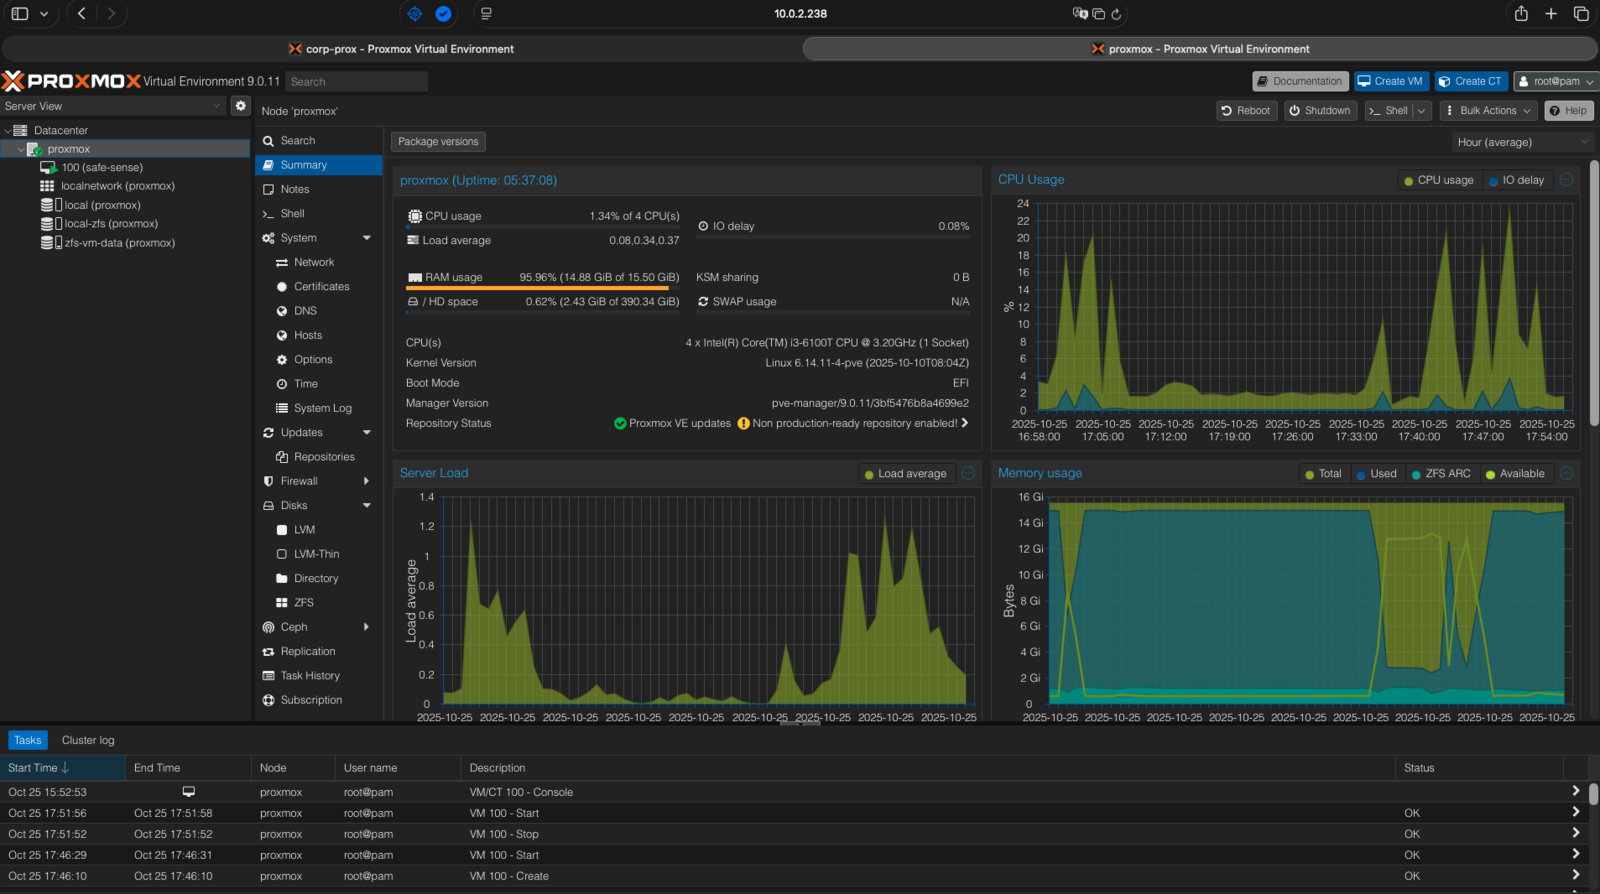 10.0.2.238
corp-prox - Proxmox Virtual Environment
proxmox - Proxmox Virtual Environment
PROXMOX Virtual Environment 9.0.11 Search
Documentation Create VM Create CT root@pam
Server View
Node 'proxmox'
Reboot Shutdown Shell Bulk Actions Help
Datacenter
proxmox
100 (safe-sense)
localnetwork (proxmox)
local (proxmox)
local-zfs (proxmox)
zfs-vm-data (proxmox)
Search
Summary
Notes
Shell
System
Network
Certificates
DNS
Hosts
Options
Time
System Log
Updates
Repositories
Firewall
Disks
LVM
LVM-Thin
Directory
ZFS
Ceph
Replication
Task History
Subscription
Package versions
Hour (average)
proxmox (Uptime: 05:37:08)
CPU usage 1.34% of 4 CPU(s)
IO delay 0.08%
Load average 0.08,0.34,0.37
RAM usage 95.96% (14.88 GiB of 15.50 GiB)
KSM sharing 0 B
/ HD space 0.62% (2.43 GiB of 390.34 GiB)
SWAP usage N/A
CPU(s) 4 x Intel(R) Core(TM) i3-6100T CPU @ 3.20GHz (1 Socket)
Kernel Version Linux 6.14.11-4-pve (2025-10-10T08:04Z)
Boot Mode EFI
Manager Version pve-manager/9.0.11/3bf5476b8a4699e2
Repository Status Proxmox VE updates Non production-ready repository enabled!
CPU Usage
CPU usage IO delay
24
22
20
18
16
14
12
10
8
6
4
2
0
%
2025-10-25 2025-10-25 2025-10-25 2025-10-25 2025-10-25 2025-10-25 2025-10-25 2025-10-25 2025-10-25
16:58:00 17:05:00 17:12:00 17:19:00 17:26:00 17:33:00 17:40:00 17:47:00 17:54:00
Server Load
Load average
1.4
1.2
1
0.8
0.6
0.4
0.2
0
Load average
2025-10-25 2025-10-25 2025-10-25 2025-10-25 2025-10-25 2025-10-25 2025-10-25 2025-10-25 2025-10-25
Memory usage
Total Used ZFS ARC Available
16 Gi
14 Gi
12 Gi
10 Gi
8 Gi
6 Gi
4 Gi
2 Gi
0
Bytes
2025-10-25 2025-10-25 2025-10-25 2025-10-25 2025-10-25 2025-10-25 2025-10-25 2025-10-25 2025-10-25
Tasks Cluster log
Start Time End Time Node User name Description Status
Oct 25 15:52:53 proxmox root@pam VM/CT 100 - Console
Oct 25 17:51:56 Oct 25 17:51:58 proxmox root@pam VM 100 - Start OK
Oct 25 17:51:52 Oct 25 17:51:52 proxmox root@pam VM 100 - Stop OK
Oct 25 17:46:29 Oct 25 17:46:31 proxmox root@pam VM 100 - Start OK
Oct 25 17:46:10 Oct 25 17:46:10 proxmox root@pam VM 100 - Create OK